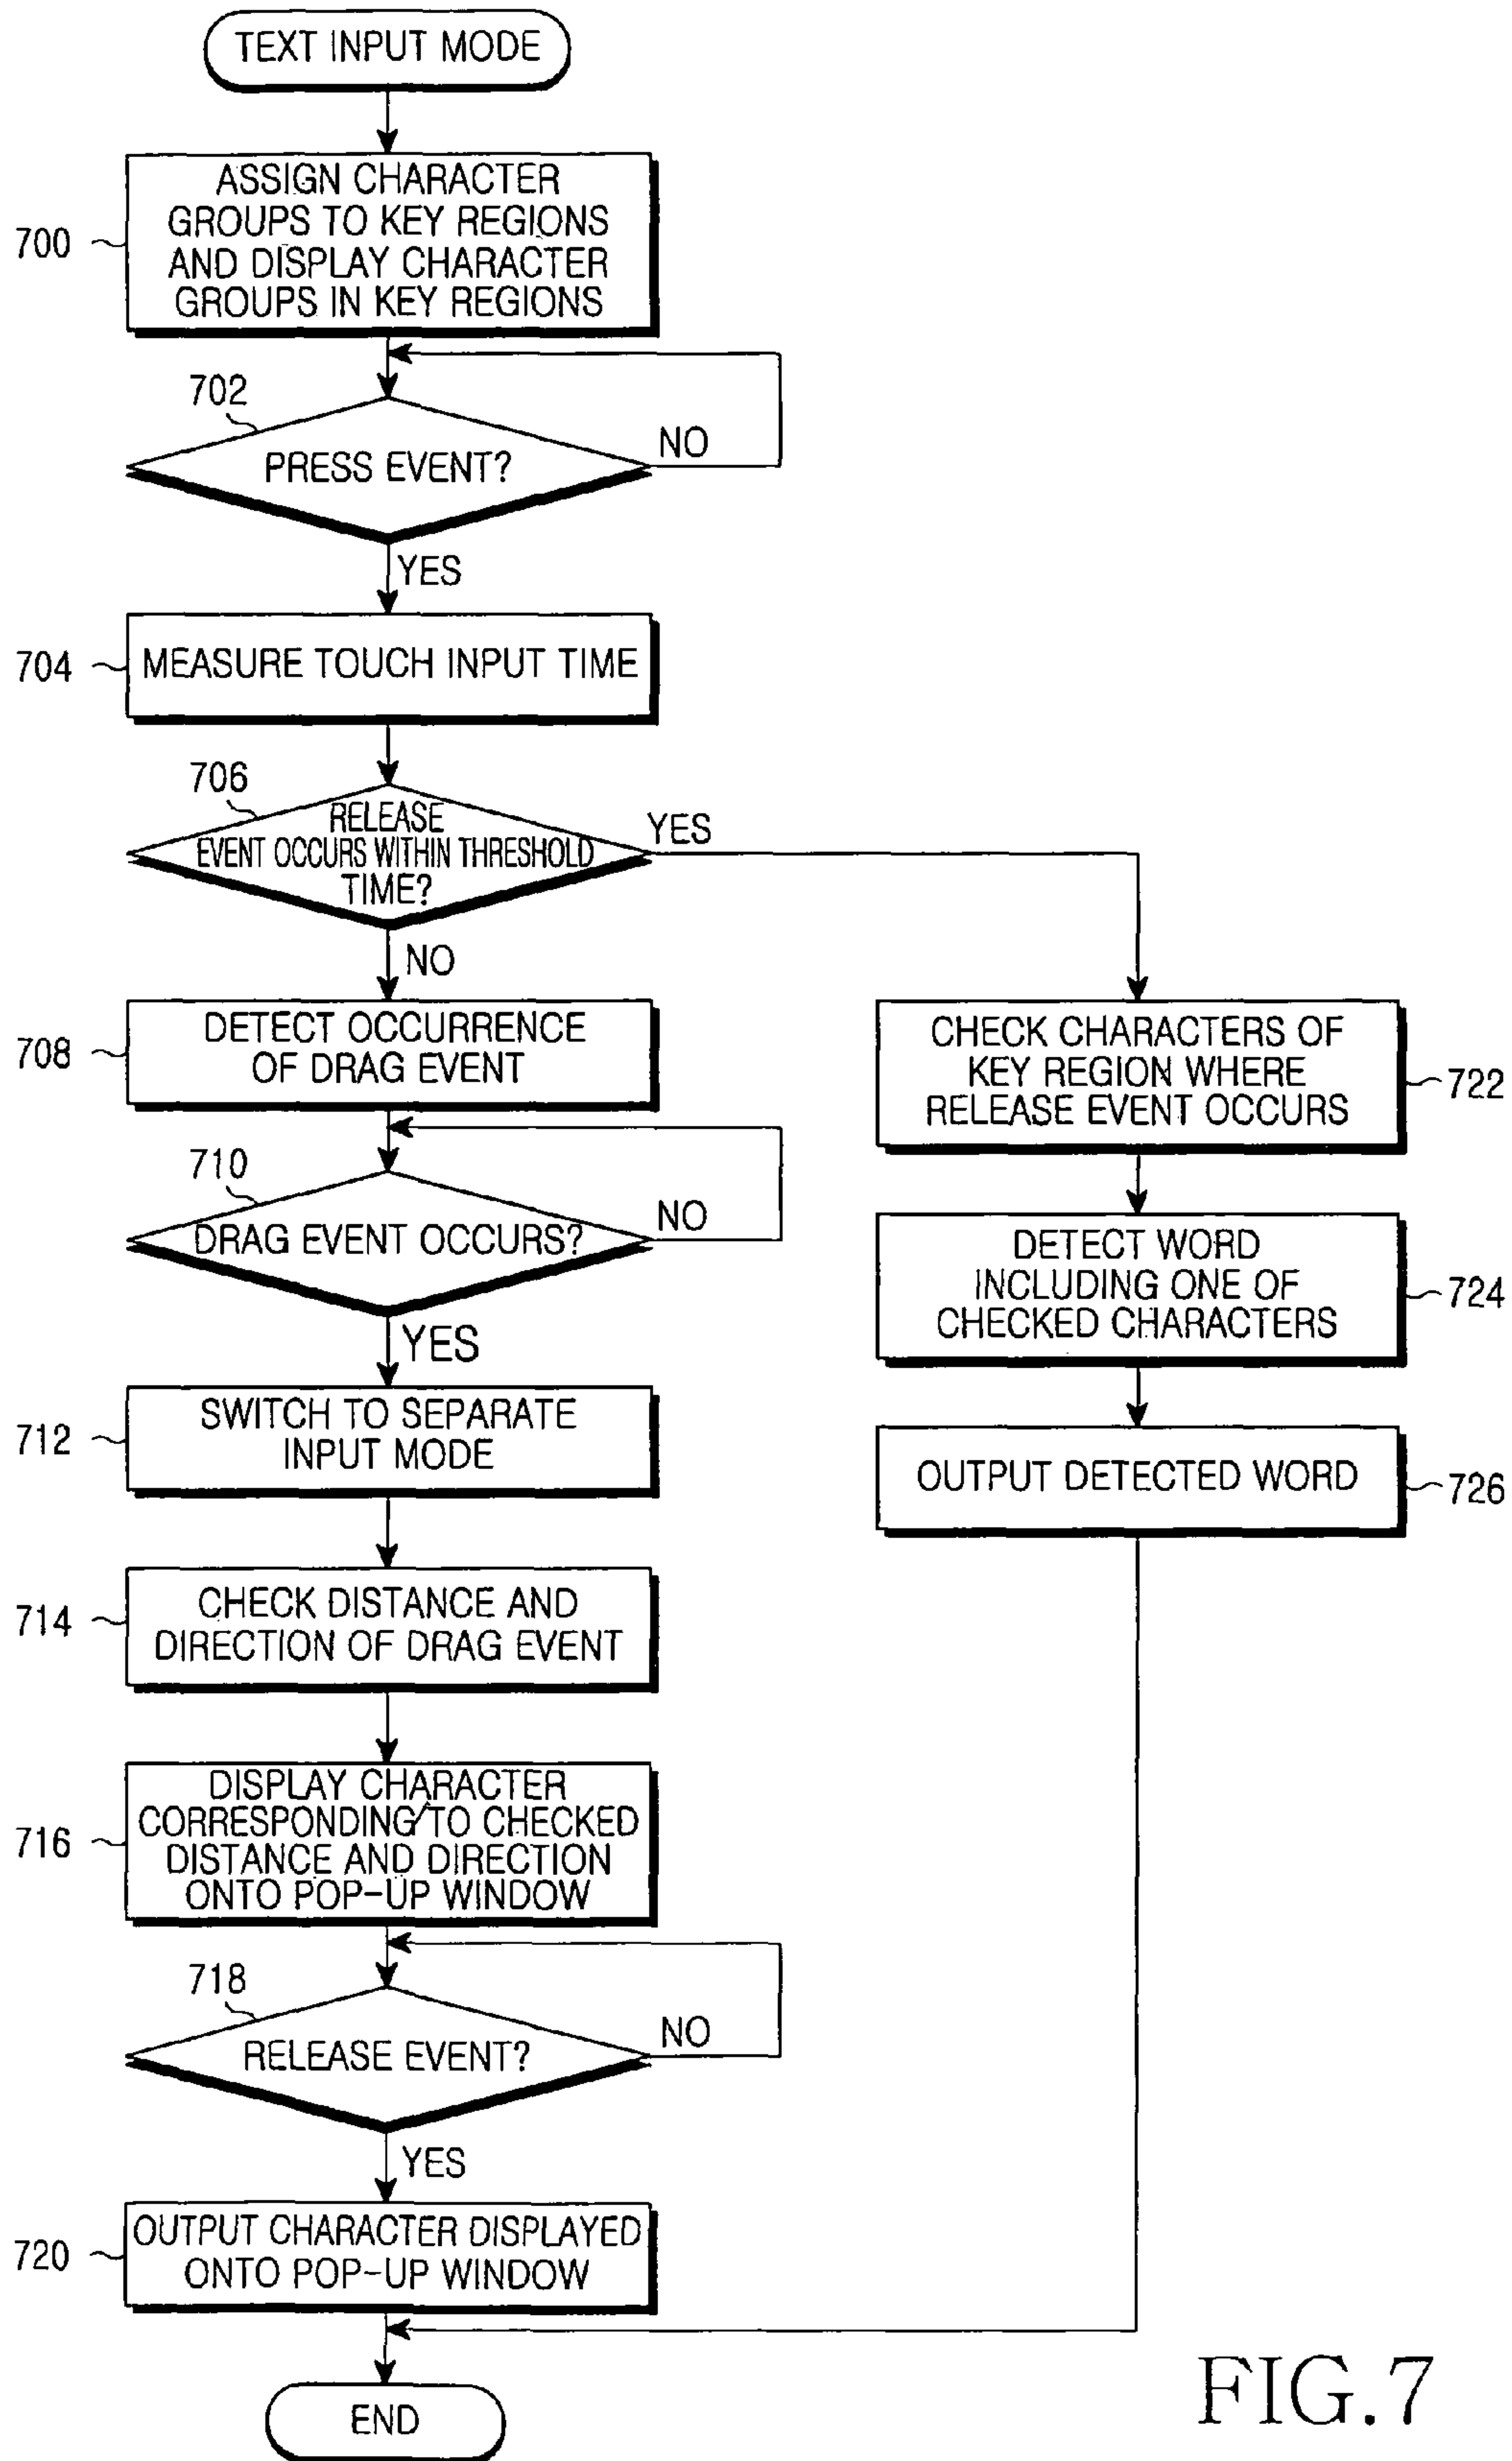 TEXT INPUT MODE
700
ASSIGN CHARACTER
GROUPS TO KEY REGIONS
AND DISPLAY CHARACTER
GROUPS IN KEY REGIONS
702
PRESS EVENT?
NO
YES
704
MEASURE TOUCH INPUT TIME
706
RELEASE
EVENT OCCURS WITHIN THRESHOLD
TIME?
YES
NO
708
DETECT OCCURRENCE
OF DRAG EVENT
710
DRAG EVENT OCCURS?
NO
YES
712
SWITCH TO SEPARATE
INPUT MODE
714
CHECK DISTANCE AND
DIRECTION OF DRAG EVENT
716
DISPLAY CHARACTER
CORRESPONDING TO CHECKED
DISTANCE AND DIRECTION
ONTO POP-UP WINDOW
718
RELEASE EVENT?
NO
YES
720
OUTPUT CHARACTER DISPLAYED
ONTO POP-UP WINDOW
CHECK CHARACTERS OF
KEY REGION WHERE
RELEASE EVENT OCCURS
722
DETECT WORD
INCLUDING ONE OF
CHECKED CHARACTERS
724
OUTPUT DETECTED WORD
726
END
FIG.7